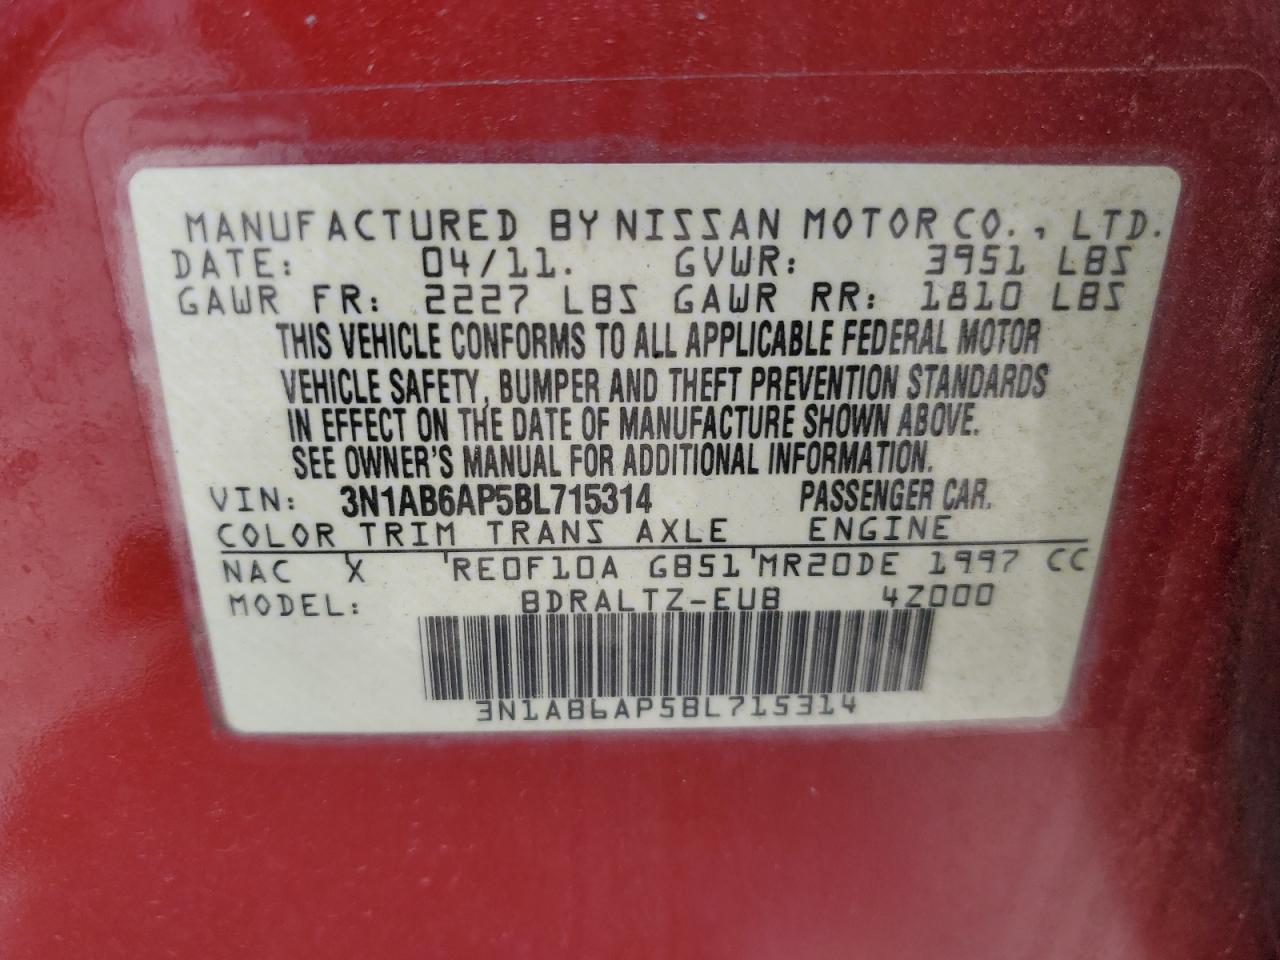 MANUFACTURED BY NISSAN MOTOR CO., LTD.
DATE: 04/11. GVWR: 3951 LBS
GAWR FR: 2227 LBS GAWR RR: 1810 LBS
THIS VEHICLE CONFORMS TO ALL APPLICABLE FEDERAL MOTOR
VEHICLE SAFETY, BUMPER AND THEFT PREVENTION STANDARDS
IN EFFECT ON THE DATE OF MANUFACTURE SHOWN ABOVE.
SEE OWNER'S MANUAL FOR ADDITIONAL INFORMATION.
VIN: 3N1AB6AP5BL715314 PASSENGER CAR.
COLOR TRIM TRANS AXLE ENGINE
NAC X RE0F10A GB51 MR20DE 1997 CC
MODEL: BDRALTZ-EUB 4Z000
3N1AB6AP5BL715314